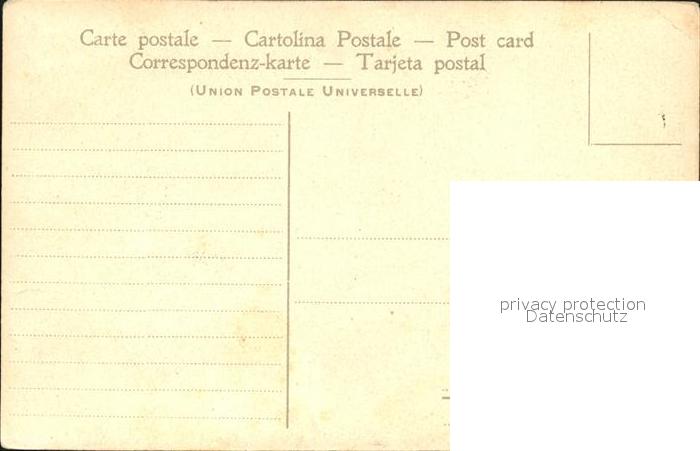 Carte postale — Cartolina Postale — Post card
Correspondenz-karte — Tarjeta postal
(Union Postale Universelle)
privacy protection
Datenschutz